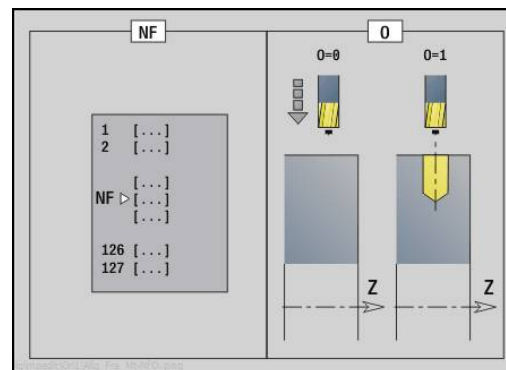 NF
1 [...]
2 [...]
[...]
NF [...]
[...]
126 [...]
127 [...]
O
O=0 O=1
Z Z